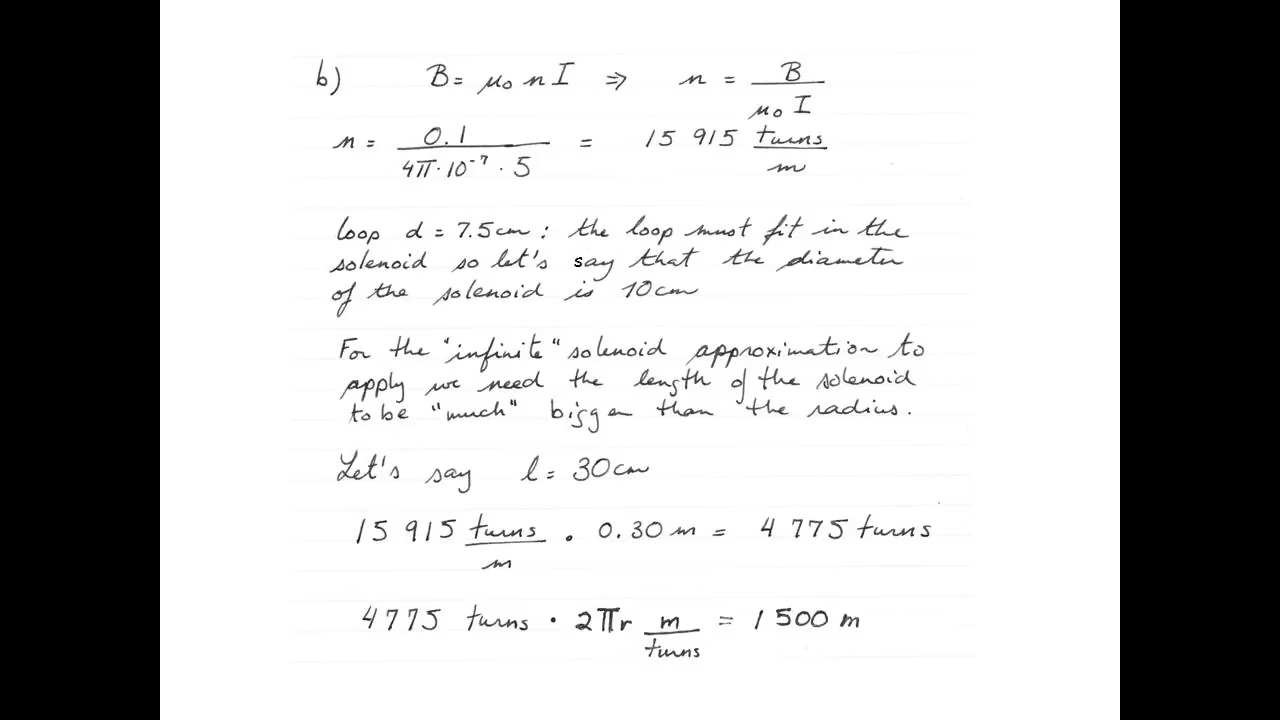 b) B = μ₀ n I ⇒ n = B / μ₀ I
n = 0.1 / 4π·10⁻⁷ · 5 = 15 915 turns / m
loop d = 7.5cm : the loop must fit in the
solenoid so let's say that the diameter
of the solenoid is 10cm
For the "infinite" solenoid approximation to
apply we need the length of the solenoid
to be "much" bigger than the radius.
Let's say l = 30cm
15 915 turns / m . 0.30 m = 4 775 turns
4775 turns · 2πr m / turns = 1 500 m